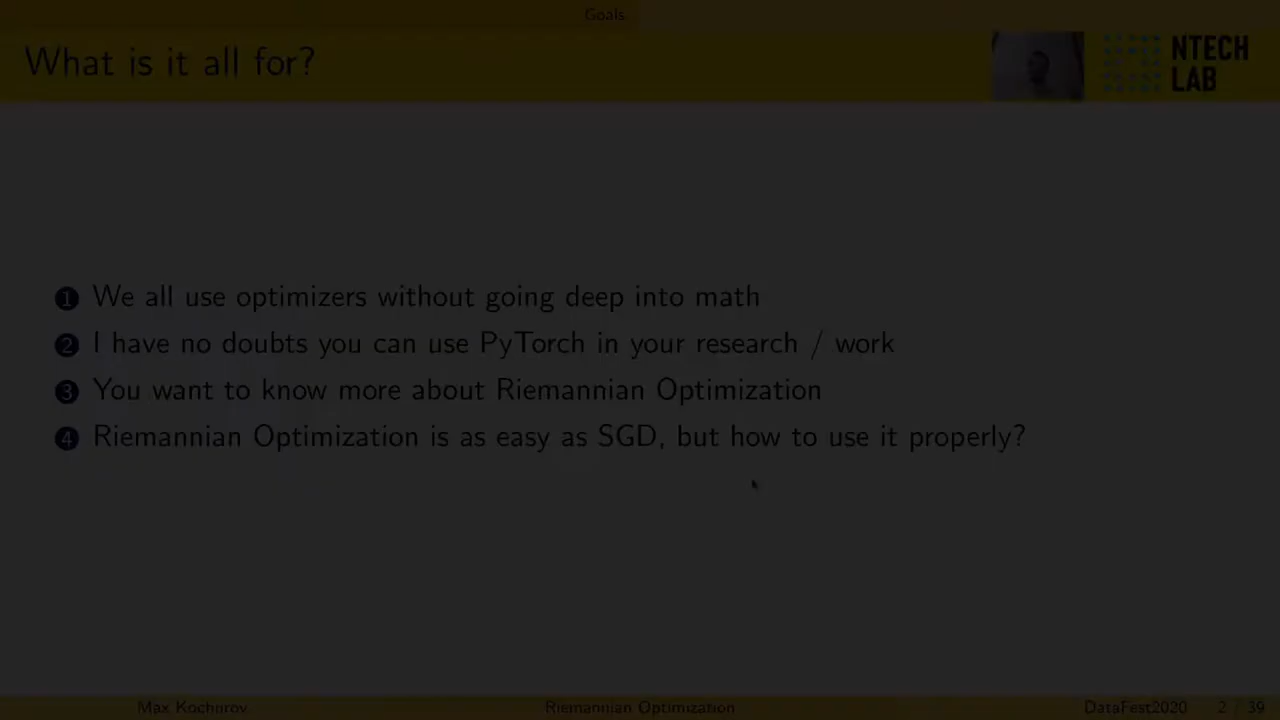 Goals
What is it all for?
NTECH
LAB
1 We all use optimizers without going deep into math
2 I have no doubts you can use PyTorch in your research / work
3 You want to know more about Riemannian Optimization
4 Riemannian Optimization is as easy as SGD, but how to use it properly?
Max Kochurov
Riemannian Optimization
DataFest2020
2 / 39